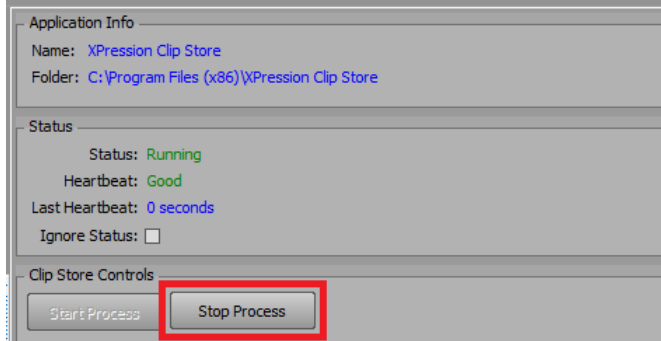 Application Info
Name: XPression Clip Store
Folder: C:\Program Files (x86)\XPression Clip Store
Status
Status: Running
Heartbeat: Good
Last Heartbeat: 0 seconds
Ignore Status:
Clip Store Controls
Start Process Stop Process